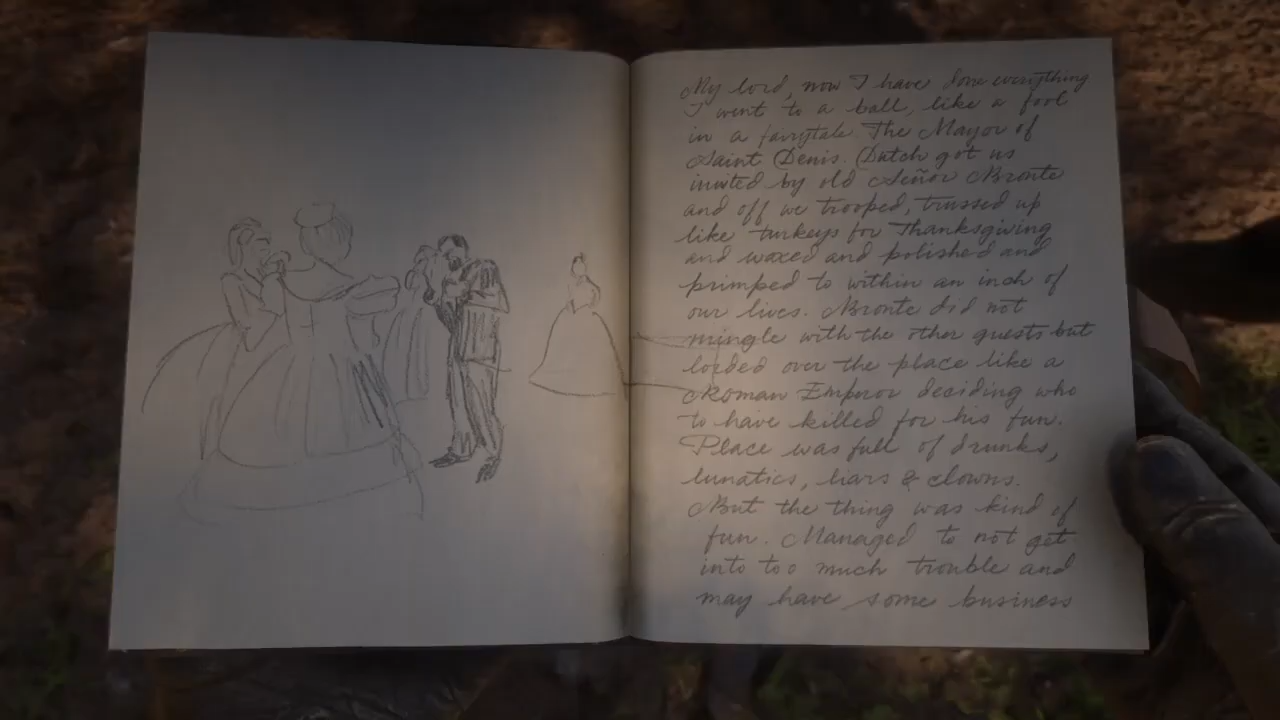 My lord, now I have done everything
I went to a ball, like a fool
in a fairytale The Mayor of
Saint Denis. Dutch got us
invited by old Señor Bronte
and off we trooped, trussed up
like turkeys for Thanksgiving
and waxed and polished and
primped to within an inch of
our lives. Bronte did not
mingle with the other guests but
lorded over the place like a
Roman Emperor deciding who
to have killed for his fun.
Place was full of drunks,
lunatics, liars & clowns.
But the thing was kind of
fun. Managed to not get
into too much trouble and
may have some business